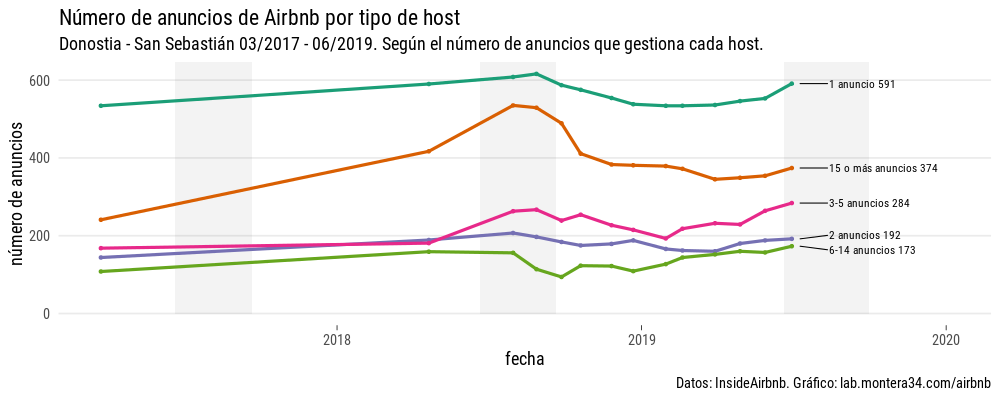 Número de anuncios de Airbnb por tipo de host
Donostia - San Sebastián 03/2017 - 06/2019. Según el número de anuncios que gestiona cada host.
número de anuncios
600
400
200
0
1 anuncio 591
15 o más anuncios 374
3-5 anuncios 284
2 anuncios 192
6-14 anuncios 173
2018
2019
2020
fecha
Datos: InsideAirbnb. Gráfico: lab.montera34.com/airbnb